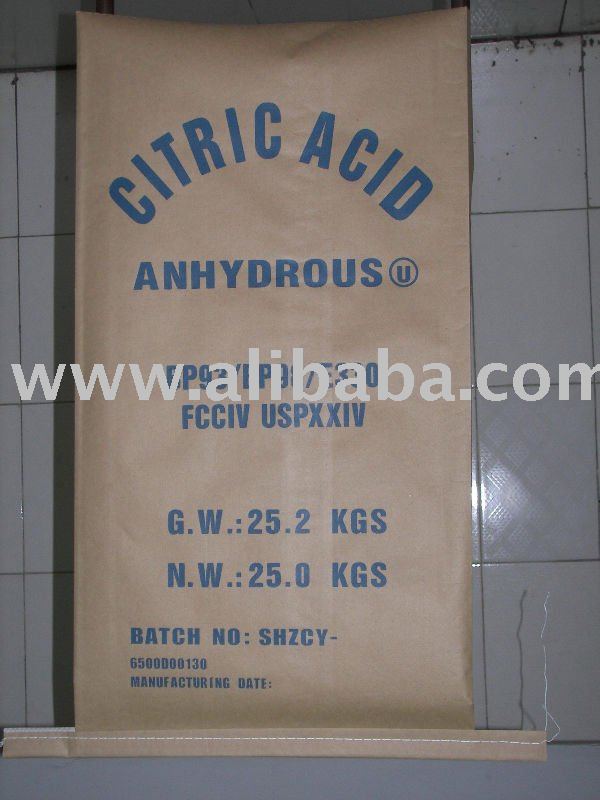 CITRIC ACID
ANHYDROUS U
www.alibaba.com
FCCIV USPXXIV
G.W.:25.2 KGS
N.W.:25.0 KGS
BATCH NO: SHZCY-
6500D00130
MANUFACTURING DATE: